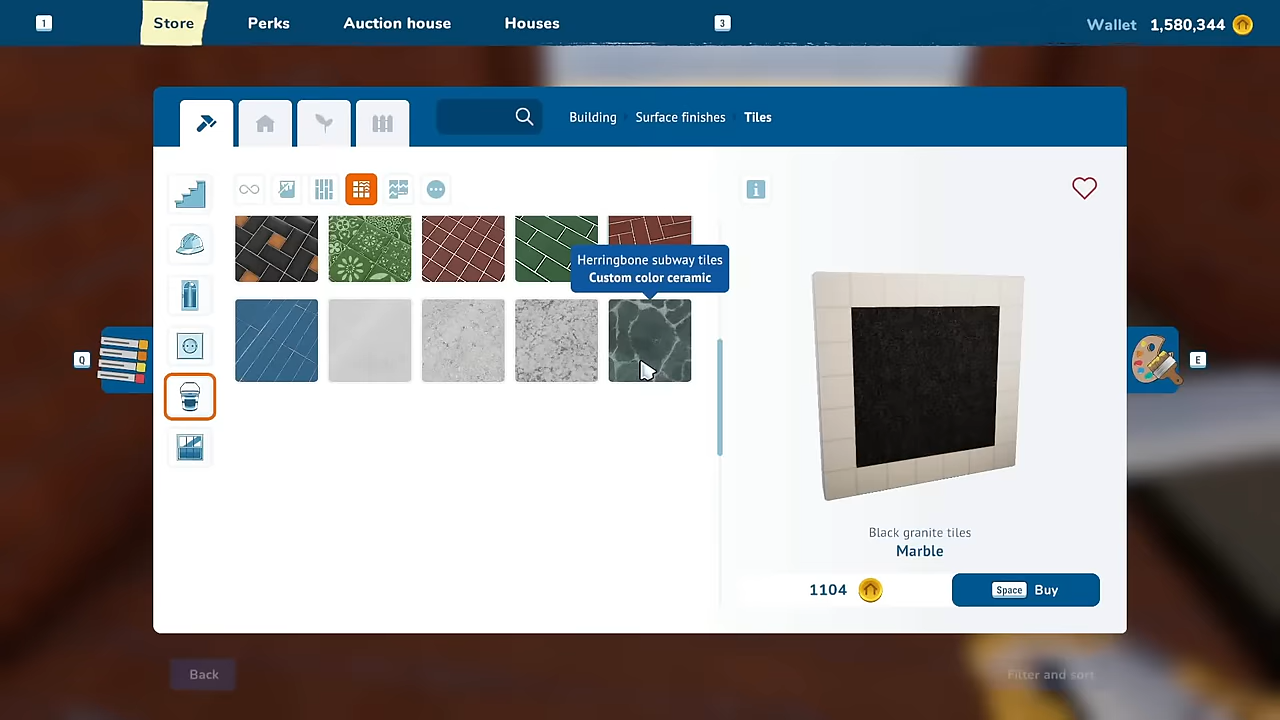 1
Store
Perks
Auction house
Houses
3
Wallet 1,580,344
Building
Surface finishes
Tiles
Herringbone subway tiles
Custom color ceramic
Q
E
Black granite tiles
Marble
1104
Space Buy
Back
Filter and sort